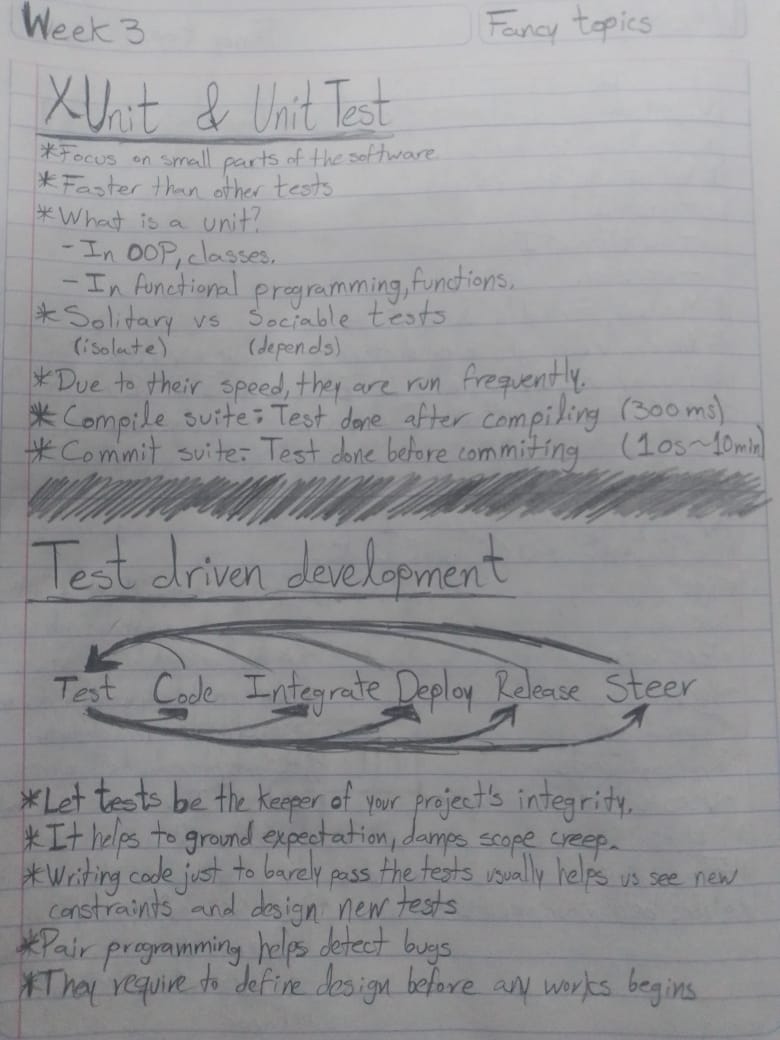 Week 3
Fancy topics
XUnit & Unit Test
*Focus on small parts of the software
*Faster than other tests
*What is a unit?
-In OOP, classes.
-In functional programming, functions.
*Solitary vs Sociable tests
(isolate) (depends)
*Due to their speed, they are run frequently.
*Compile suite: Test done after compiling (300ms)
*Commit suite: Test done before commiting (10s~10min)
Test driven development
Test Code Integrate Deploy Release Steer
*Let tests be the keeper of your project's integrity.
*It helps to ground expectation, damps scope creep.
*Writing code just to barely pass the tests usually helps us see new
constraints and design new tests
*Pair programming helps detect bugs
*They require to define design before any works begins